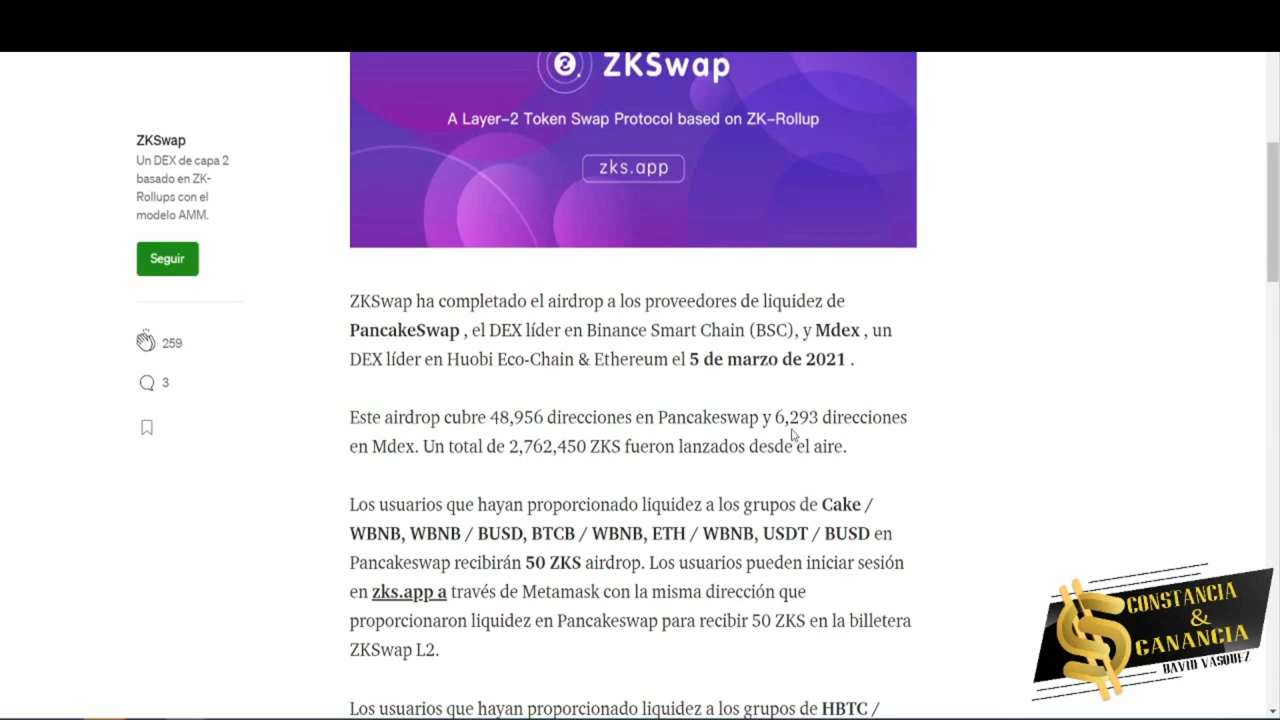 ZKSwap
A Layer-2 Token Swap Protocol based on ZK-Rollup
zks.app
ZKSwap
Un DEX de capa 2
basado en ZK-
Rollups con el
modelo AMM.
Seguir
259
3
ZKSwap ha completado el airdrop a los proveedores de liquidez de
PancakeSwap , el DEX líder en Binance Smart Chain (BSC), y Mdex , un
DEX líder en Huobi Eco-Chain & Ethereum el 5 de marzo de 2021 .
Este airdrop cubre 48,956 direcciones en Pancakeswap y 6,293 direcciones
en Mdex. Un total de 2,762,450 ZKS fueron lanzados desde el aire.
Los usuarios que hayan proporcionado liquidez a los grupos de Cake /
WBNB, WBNB / BUSD, BTCB / WBNB, ETH / WBNB, USDT / BUSD en
Pancakeswap recibirán 50 ZKS airdrop. Los usuarios pueden iniciar sesión
en zks.app a través de Metamask con la misma dirección que
proporcionaron liquidez en Pancakeswap para recibir 50 ZKS en la billetera
ZKSwap L2.
Los usuarios que hayan proporcionado liquidez a los grupos de HBTC /
CONSTANCIA
&
GANANCIA
DAVID VASQUEZ